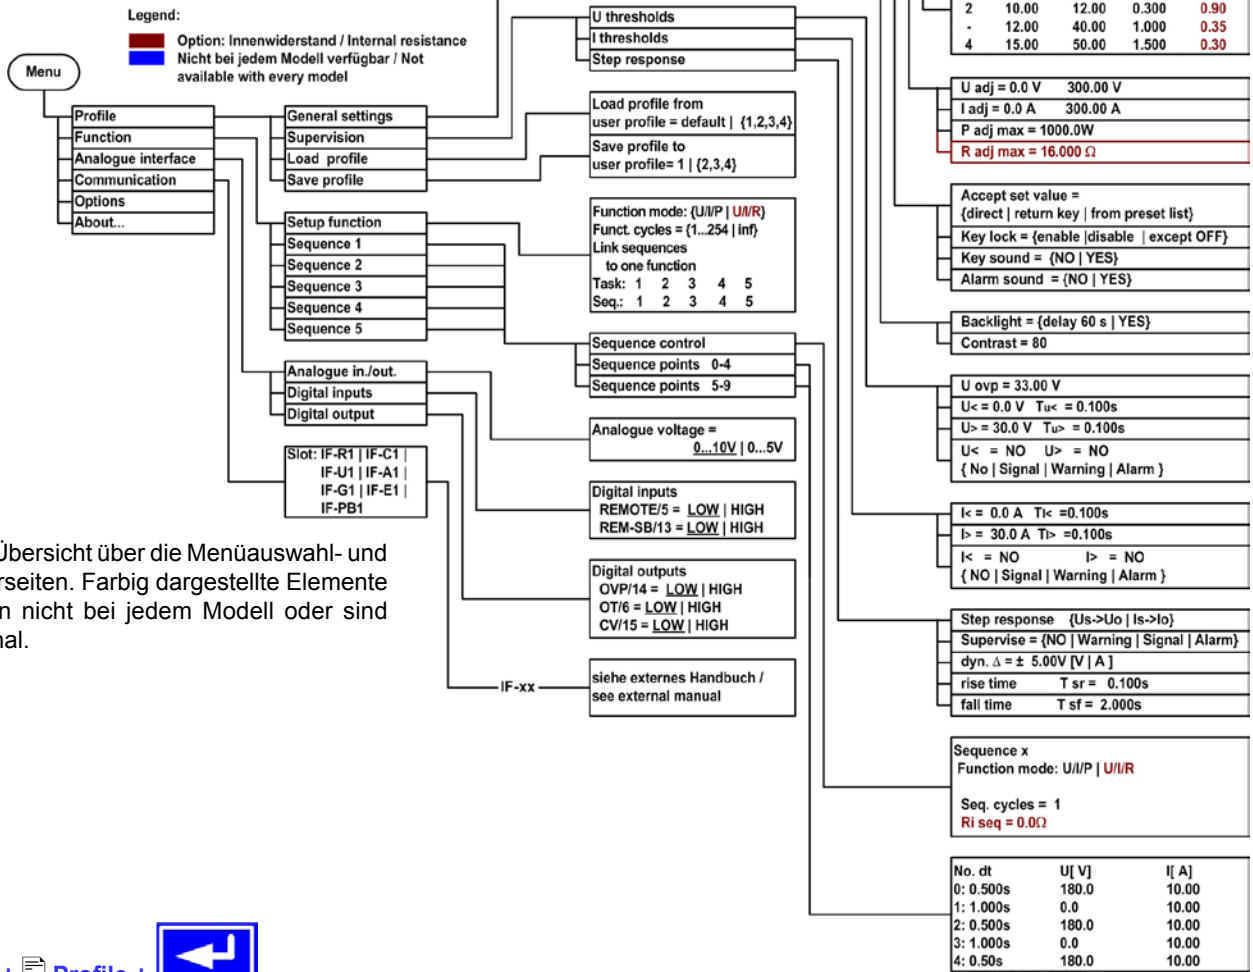 Legend:
Option: Innenwiderstand / Internal resistance
Nicht bei jedem Modell verfügbar / Not
available with every model
Menu
Profile
Function
Analogue interface
Communication
Options
About...
General settings
Supervision
Load profile
Save profile
Setup function
Sequence 1
Sequence 2
Sequence 3
Sequence 4
Sequence 5
Analogue in./out.
Digital inputs
Digital output
Slot: IF-R1 | IF-C1 |
IF-U1 | IF-A1 |
IF-G1 | IF-E1 |
IF-PB1
U thresholds
I thresholds
Step response
Load profile from
user profile = default | {1,2,3,4}
Save profile to
user profile= 1 | {2,3,4}
Function mode: {U/I/P | U/I/R}
Funct. cycles = {1...254 | inf}
Link sequences
to one function
Task: 1 2 3 4 5
Seq.: 1 2 3 4 5
Sequence control
Sequence points 0-4
Sequence points 5-9
Analogue voltage =
0...10V | 0...5V
Digital inputs
REMOTE/5 = LOW | HIGH
REM-SB/13 = LOW | HIGH
Digital outputs
OVP/14 = LOW | HIGH
OT/6 = LOW | HIGH
CV/15 = LOW | HIGH
IF-xx
siehe externes Handbuch /
see external manual
2 10.00 12.00 0.300 0.90
- 12.00 40.00 1.000 0.35
4 15.00 50.00 1.500 0.30
U adj = 0.0 V 300.00 V
I adj = 0.0 A 300.00 A
P adj max = 1000.0W
R adj max = 16.000 Ω
Accept set value =
{direct | return key | from preset list}
Key lock = {enable |disable | except OFF}
Key sound = {NO | YES}
Alarm sound = {NO | YES}
Backlight = {delay 60 s | YES}
Contrast = 80
U ovp = 33.00 V
U< = 0.0 V Tu< = 0.100s
U> = 30.0 V Tu> = 0.100s
U< = NO U> = NO
{ No | Signal | Warning | Alarm }
I< = 0.0 A TI< =0.100s
I> = 30.0 A TI> =0.100s
I< = NO I> = NO
{ NO | Signal | Warning | Alarm }
Step response {Us->Uo | Is->Io}
Supervise = {NO | Warning | Signal | Alarm}
dyn. Δ = ± 5.00V [V | A ]
rise time T sr = 0.100s
fall time T sf = 2.000s
Sequence x
Function mode: U/I/P | U/I/R
Seq. cycles = 1
Ri seq = 0.0Ω
No. dt U[ V] I[ A]
0: 0.500s 180.0 10.00
1: 1.000s 0.0 10.00
2: 0.500s 180.0 10.00
3: 1.000s 0.0 10.00
4: 0.50s 180.0 10.00
Übersicht über die Menüauswahl- und
rseiten. Farbig dargestellte Elemente
n nicht bei jedem Modell oder sind
nal.
+ Profile +